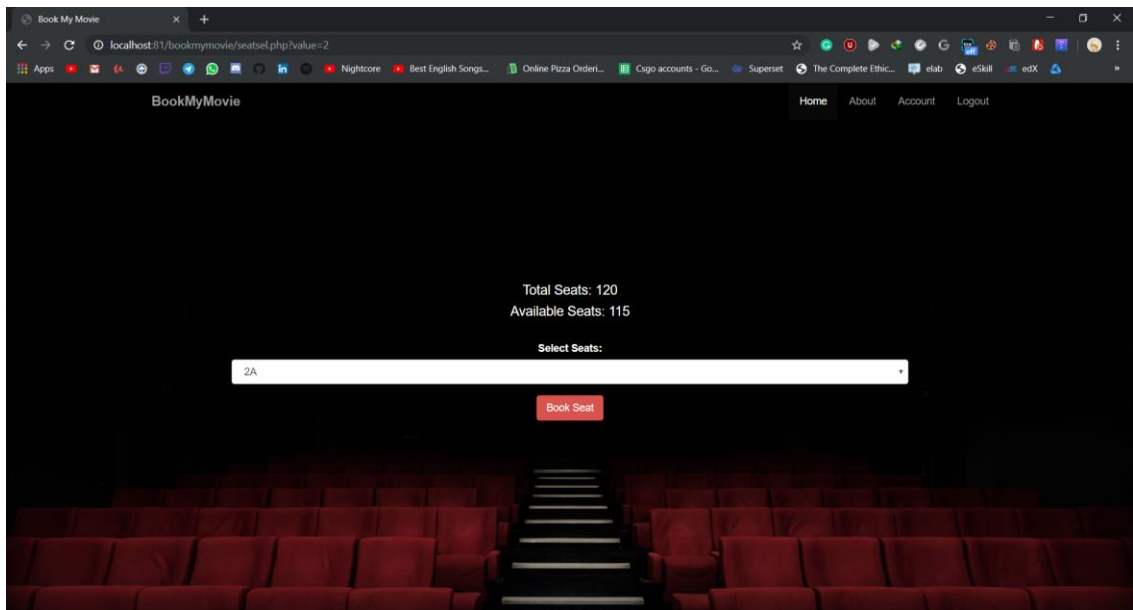 Book My Movie
localhost:81/bookmymovie/seatsel.php?value=2
Apps Nightcore Best English Songs... Online Pizza Orderi... Csgo accounts - Go... Superset The Complete Ethic... elab eSkill edX
BookMyMovie Home About Account Logout
Total Seats: 120
Available Seats: 115
Select Seats:
2A
Book Seat